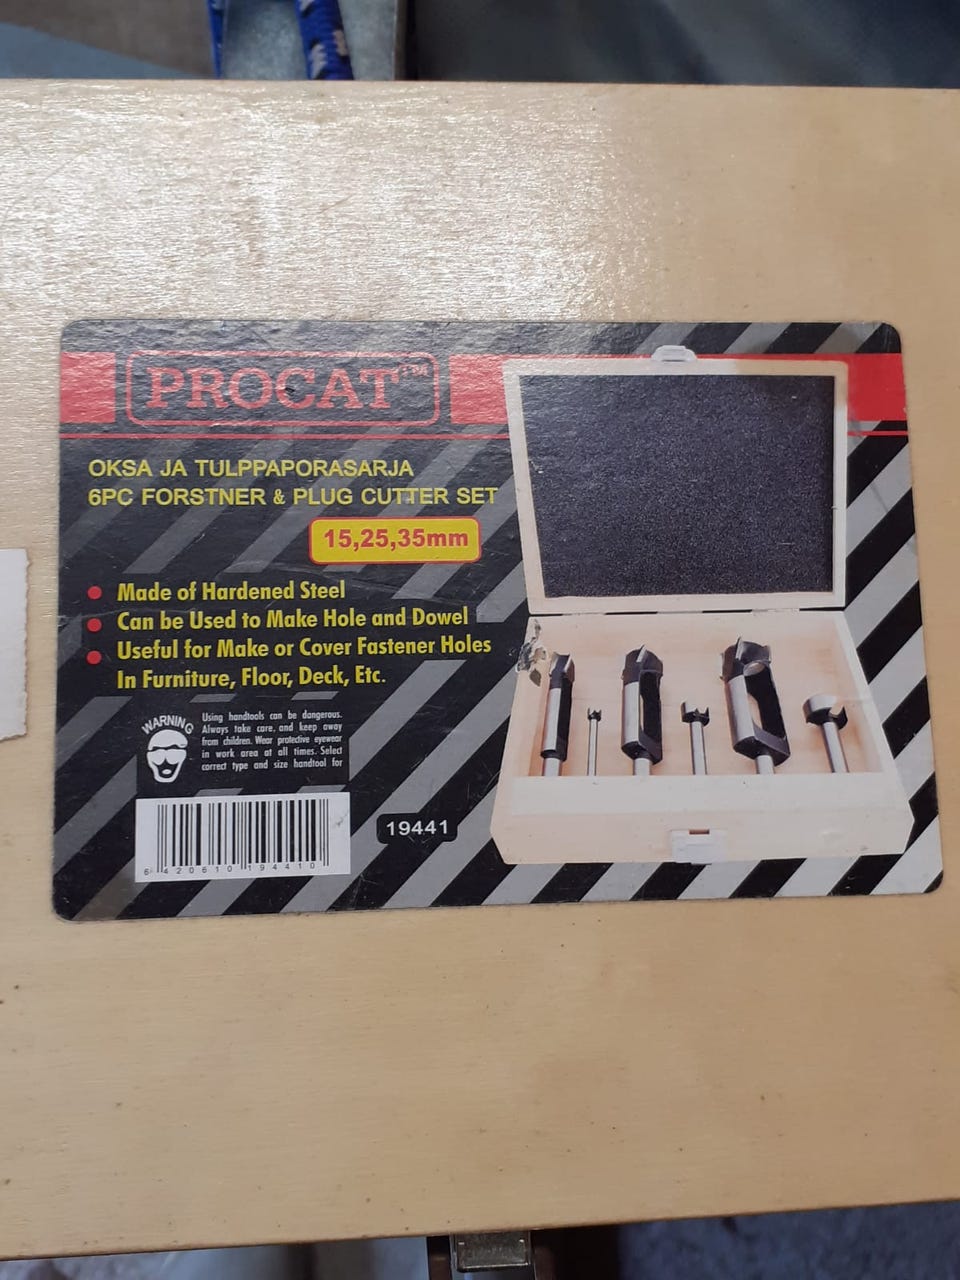 PROCAT™
OKSA JA TULPPAPORASARJA
6PC FORSTNER & PLUG CUTTER SET
15,25,35mm
Made of Hardened Steel
Can be Used to Make Hole and Dowel
Useful for Make or Cover Fastener Holes
In Furniture, Floor, Deck, Etc.
WARNING
Using handtools can be dangerous.
Always take care, and keep away
from children. Wear protective eyewear
in work area at all times. Select
correct type and size handtool for
19441
6 420610 194410